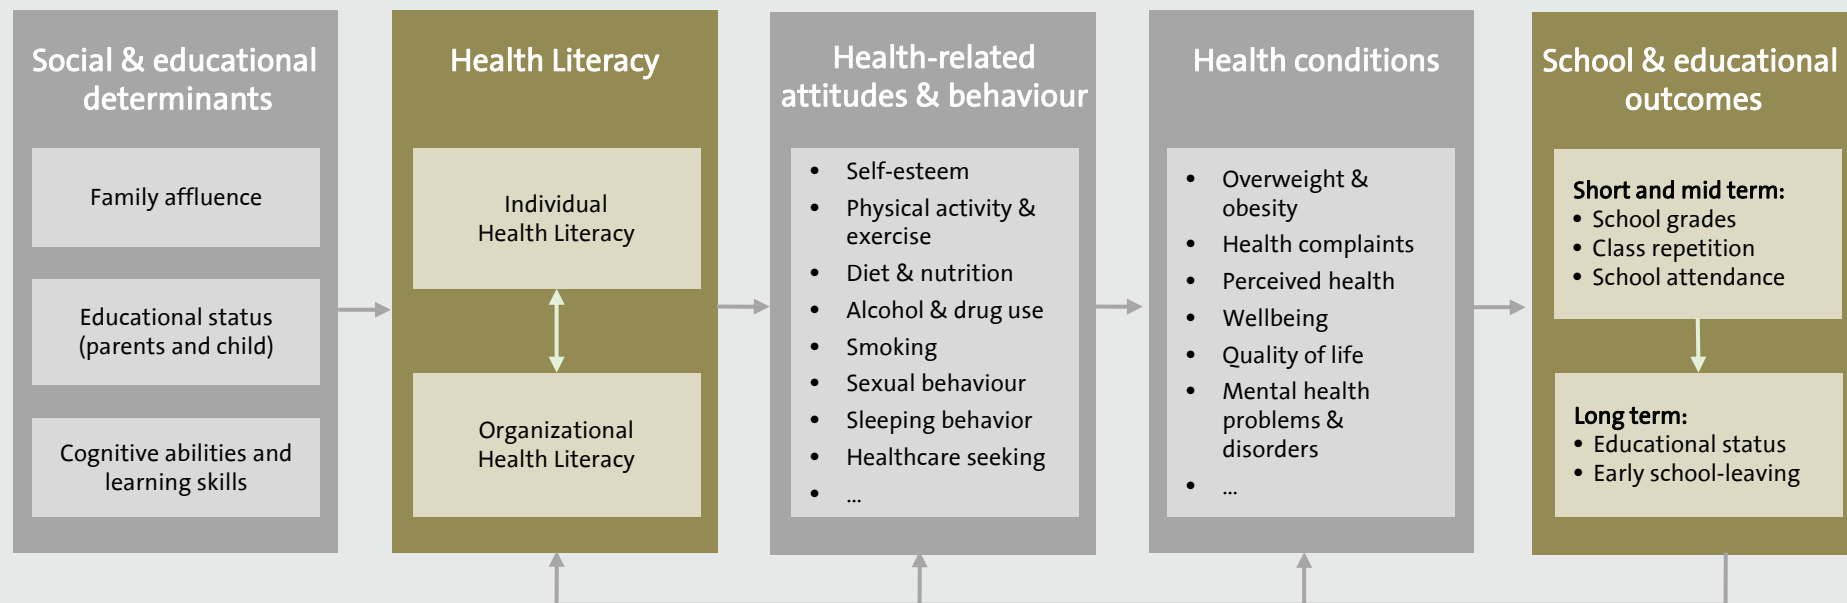 Social & educational
determinants
Family affluence
Educational status
(parents and child)
Cognitive abilities and
learning skills
Health Literacy
Individual
Health Literacy
Organizational
Health Literacy
Health-related
attitudes & behaviour
• Self-esteem
• Physical activity &
exercise
• Diet & nutrition
• Alcohol & drug use
• Smoking
• Sexual behaviour
• Sleeping behavior
• Healthcare seeking
• ...
Health conditions
• Overweight &
obesity
• Health complaints
• Perceived health
• Wellbeing
• Quality of life
• Mental health
problems &
disorders
• ...
School & educational
outcomes
Short and mid term:
• School grades
• Class repetition
• School attendance
Long term:
• Educational status
• Early school-leaving